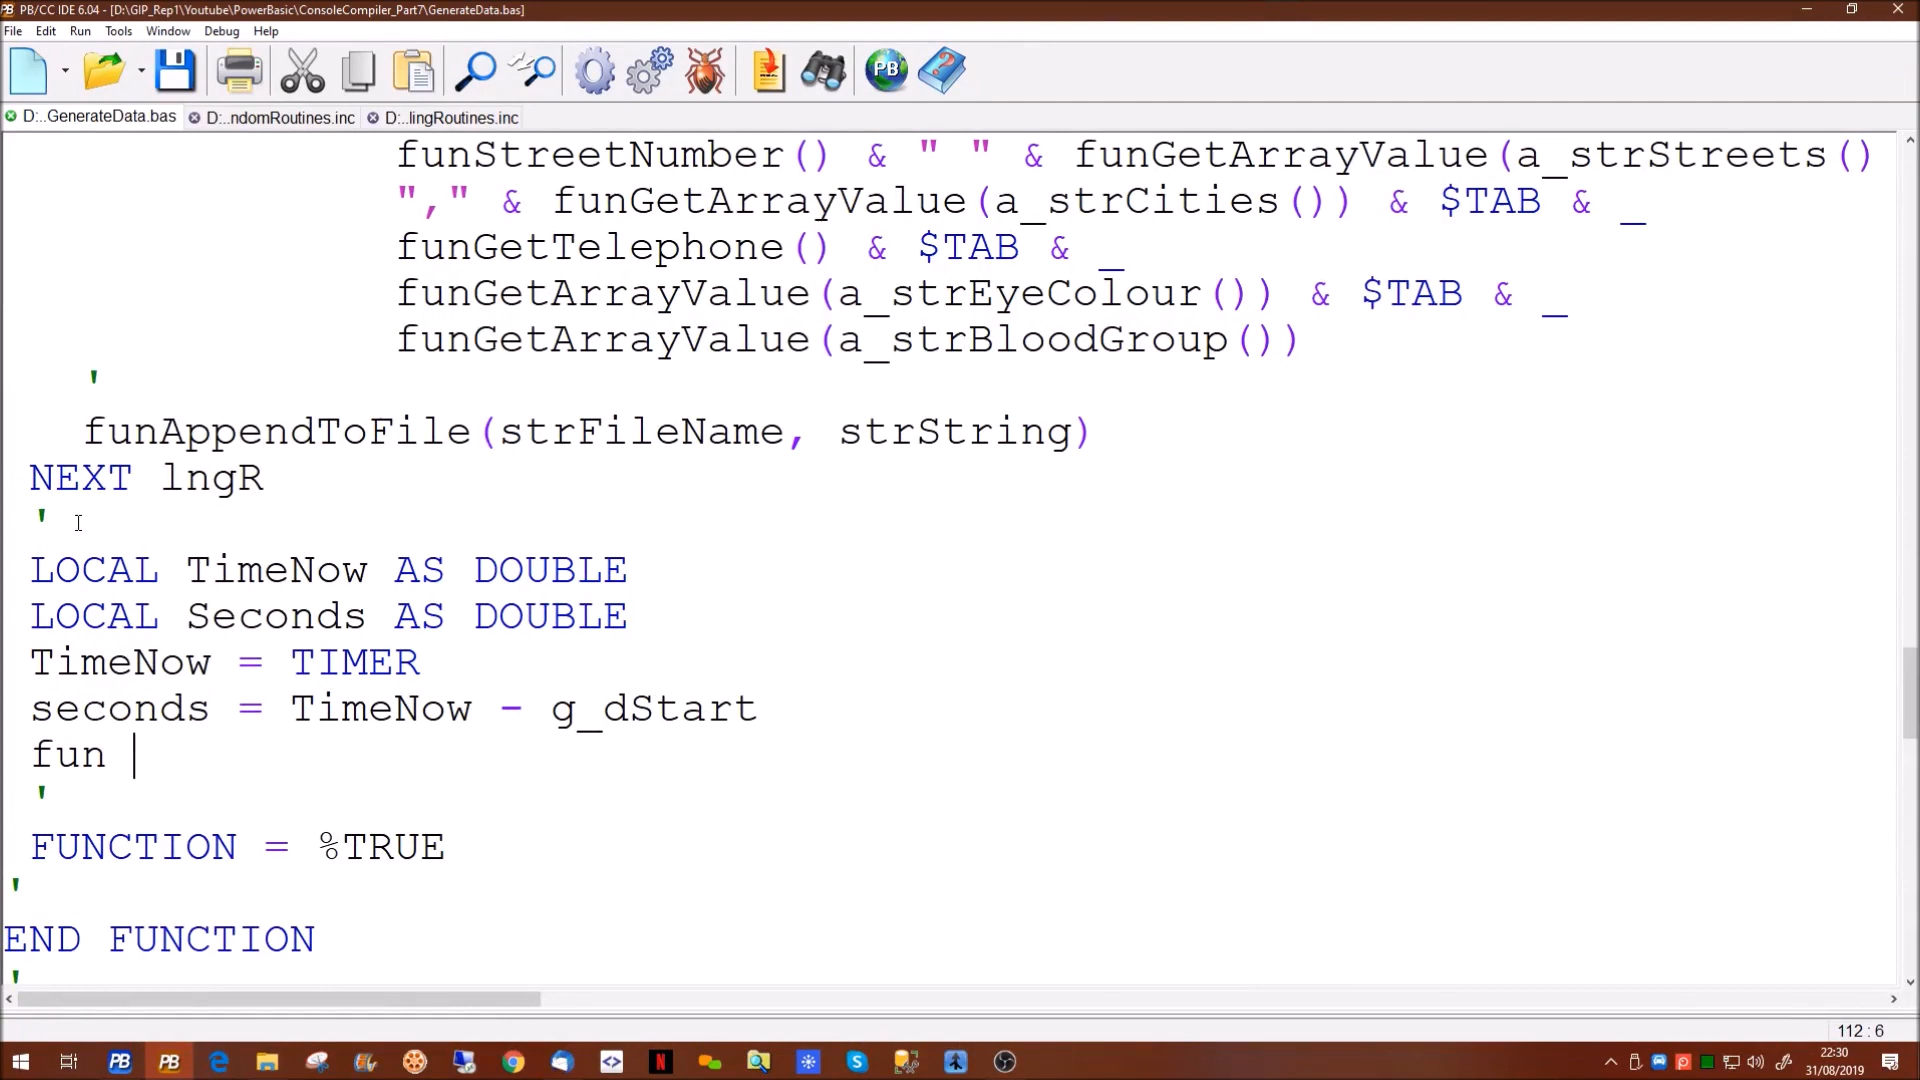 PB/CC IDE 6.04 - [D:\GIP_Rep1\Youtube\PowerBasic\ConsoleCompiler_Part7\GenerateData.bas]
File Edit Run Tools Window Debug Help
D:..GenerateData.bas D:..ndomRoutines.inc D:..lingRoutines.inc
funStreetNumber() & " " & funGetArrayValue(a_strStreets()
"," & funGetArrayValue(a_strCities()) & $TAB & _
funGetTelephone() & $TAB & _
funGetArrayValue(a_strEyeColour()) & $TAB & _
funGetArrayValue(a_strBloodGroup())
'
funAppendToFile(strFileName, strString)
NEXT lngR
'
LOCAL TimeNow AS DOUBLE
LOCAL Seconds AS DOUBLE
TimeNow = TIMER
seconds = TimeNow - g_dStart
fun
'
FUNCTION = %TRUE
'
END FUNCTION
'
112 : 6
22:30
31/08/2019